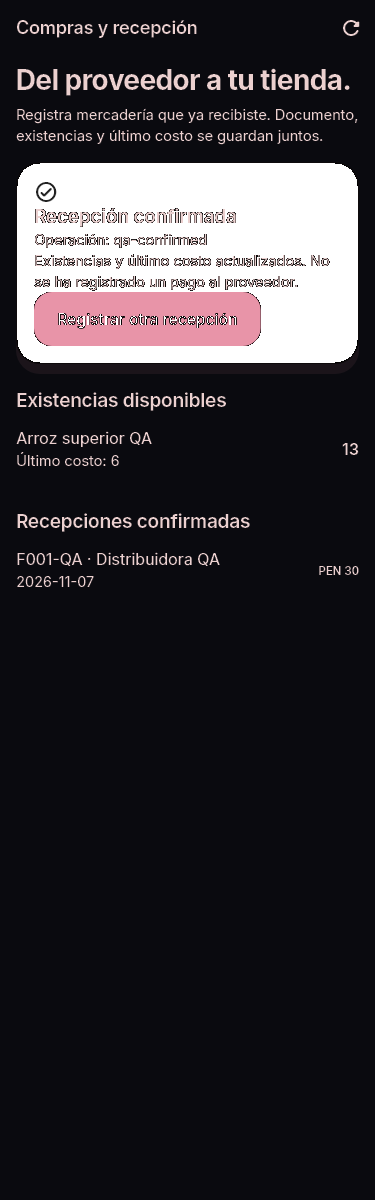 Compras y recepción
Del proveedor a tu tienda.
Registra mercadería que ya recibiste. Documento,
existencias y último costo se guardan juntos.
Recepción confirmada
Operación: qa-confirmed
Existencias y último costo actualizados. No
se ha registrado un pago al proveedor.
Registrar otra recepción
Existencias disponibles
Arroz superior QA
Último costo: 6
13
Recepciones confirmadas
F001-QA · Distribuidora QA
2026-11-07
PEN 30